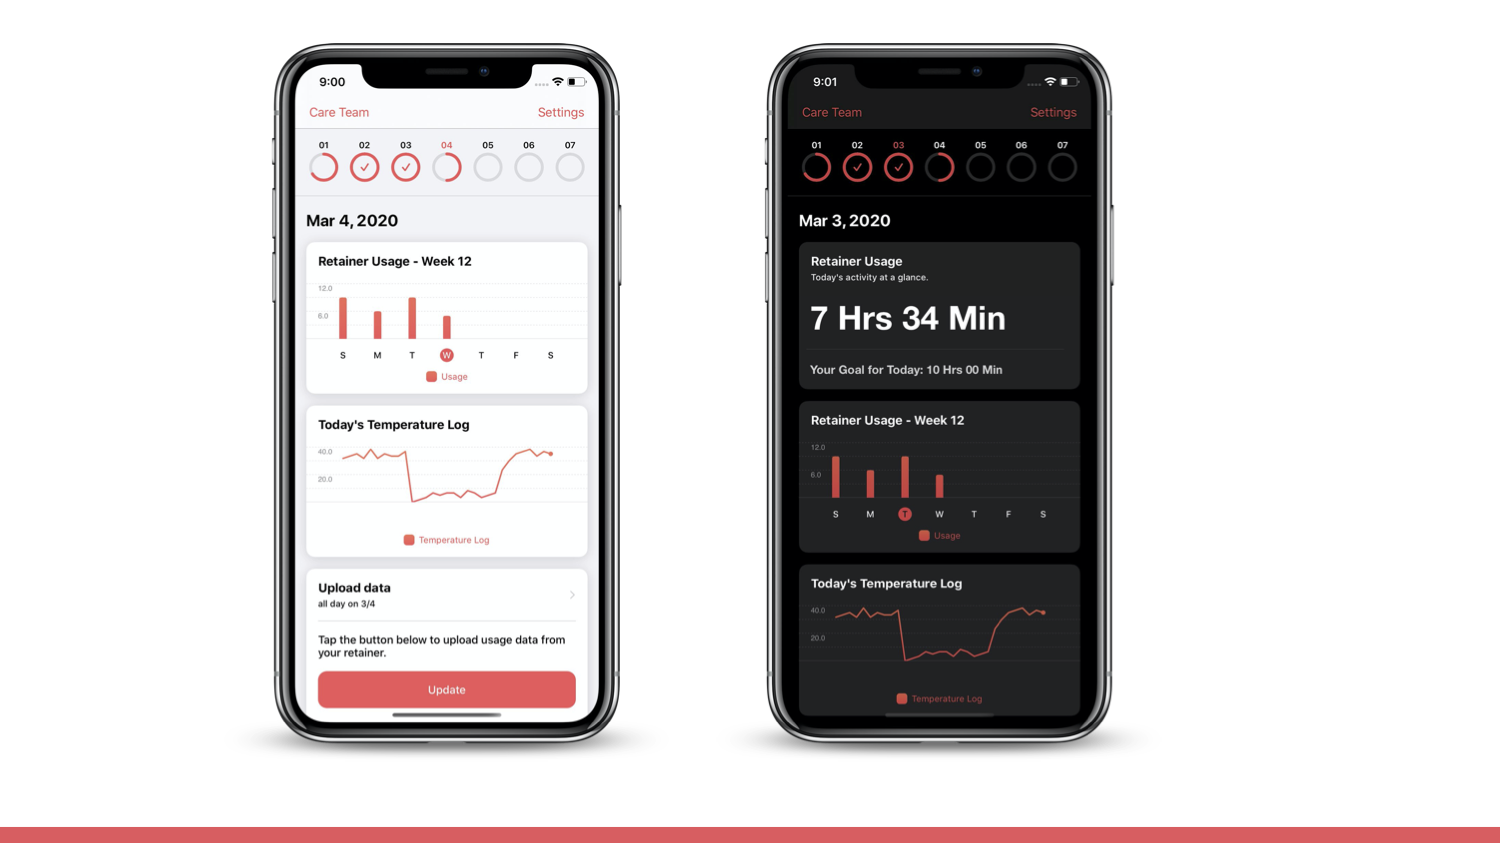 9:00
Care Team Settings
01 02 03 04 05 06 07
Mar 4, 2020
Retainer Usage - Week 12
12.0
6.0
S M T W T F S
Usage
Today's Temperature Log
40.0
20.0
Temperature Log
Upload data
all day on 3/4
Tap the button below to upload usage data from
your retainer.
Update
9:01
Care Team Settings
01 02 03 04 05 06 07
Mar 3, 2020
Retainer Usage
Today's activity at a glance.
7 Hrs 34 Min
Your Goal for Today: 10 Hrs 00 Min
Retainer Usage - Week 12
12.0
6.0
S M T W T F S
Usage
Today's Temperature Log
40.0
20.0
Temperature Log